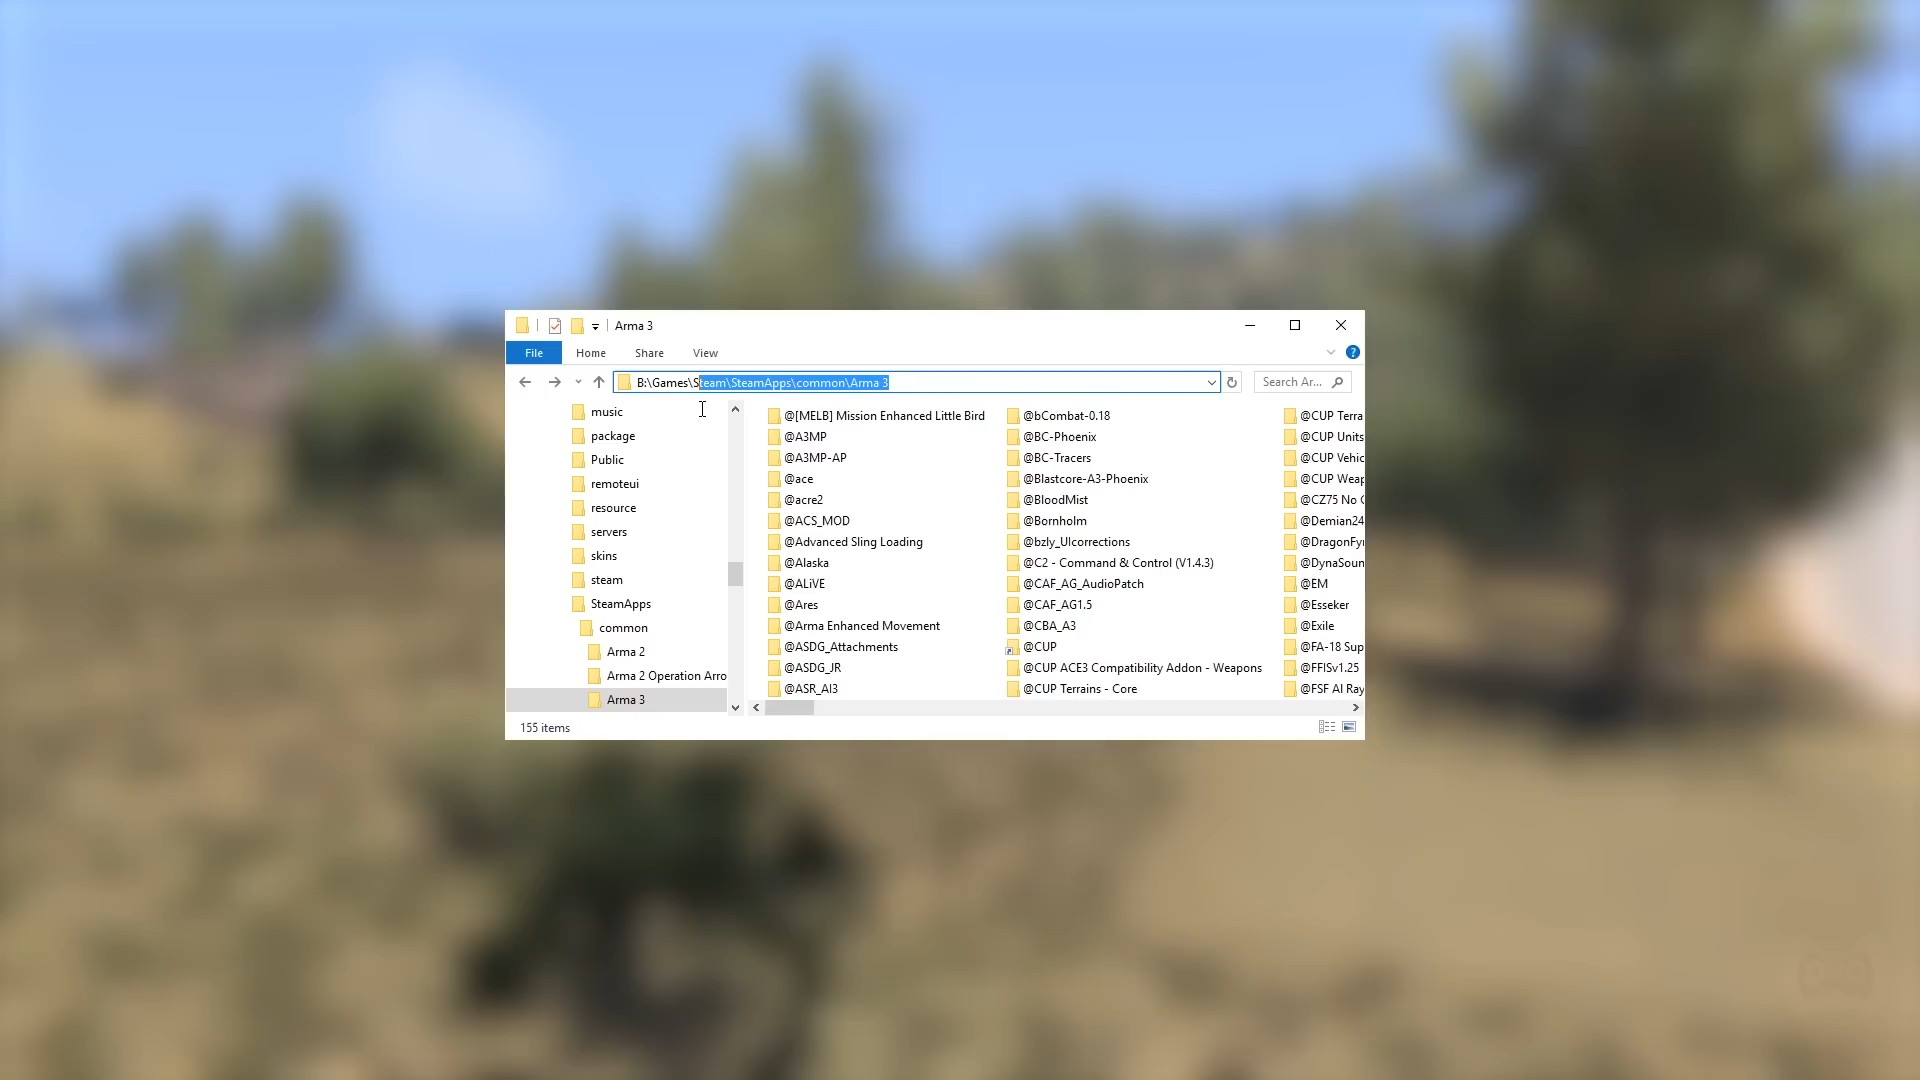 Arma 3
File Home Share View
B:\Games\Steam\SteamApps\common\Arma 3
Search Ar...
music
package
Public
remoteui
resource
servers
skins
steam
SteamApps
common
Arma 2
Arma 2 Operation Arro
Arma 3
@[MELB] Mission Enhanced Little Bird
@A3MP
@A3MP-AP
@ace
@acre2
@ACS_MOD
@Advanced Sling Loading
@Alaska
@ALiVE
@Ares
@Arma Enhanced Movement
@ASDG_Attachments
@ASDG_JR
@ASR_AI3
@bCombat-0.18
@BC-Phoenix
@BC-Tracers
@Blastcore-A3-Phoenix
@BloodMist
@Bornholm
@bzly_UIcorrections
@C2 - Command & Control (V1.4.3)
@CAF_AG_AudioPatch
@CAF_AG1.5
@CBA_A3
@CUP
@CUP ACE3 Compatibility Addon - Weapons
@CUP Terrains - Core
@CUP Terra
@CUP Units
@CUP Vehic
@CUP Weap
@CZ75 No
@Demian24
@DragonFy
@DynaSoun
@EM
@Esseker
@Exile
@FA-18 Sup
@FFISv1.25
@FSF AI Ray
155 items